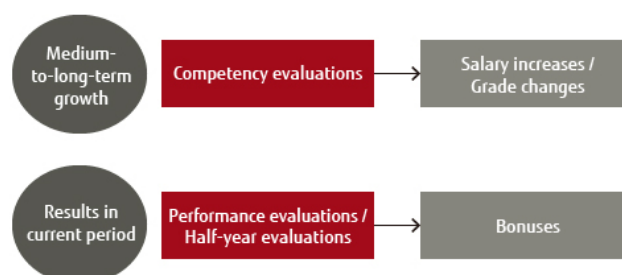 Medium-
to-long-term
growth
Competency evaluations
Salary increases /
Grade changes
Results in
current period
Performance evaluations /
Half-year evaluations
Bonuses